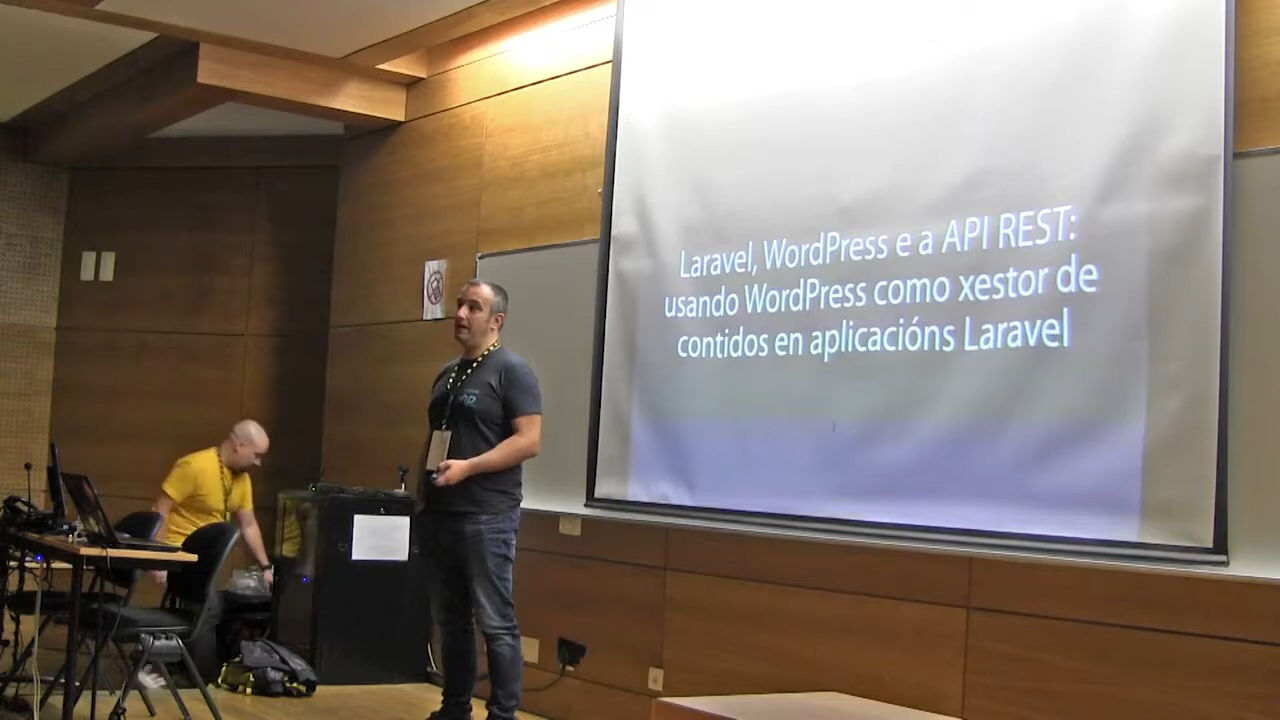 Laravel, WordPress e a API REST:
usando WordPress como xestor de
contidos en aplicacións Laravel